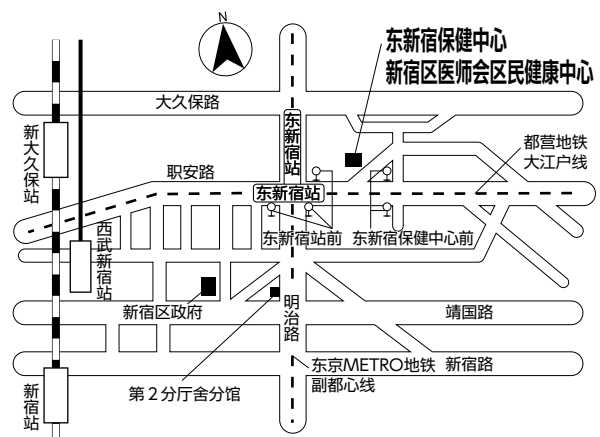 N
东新宿保健中心
新宿区医师会区民健康中心
大久保路
新大久保站
东新宿站
都营地铁
大江户线
职安路
东新宿站
西武新宿站
东新宿站前
东新宿保健中心前
新宿区政府
明治路
靖国路
东京METRO地铁
副都心线
新宿路
第2分厅舍分馆
新宿站